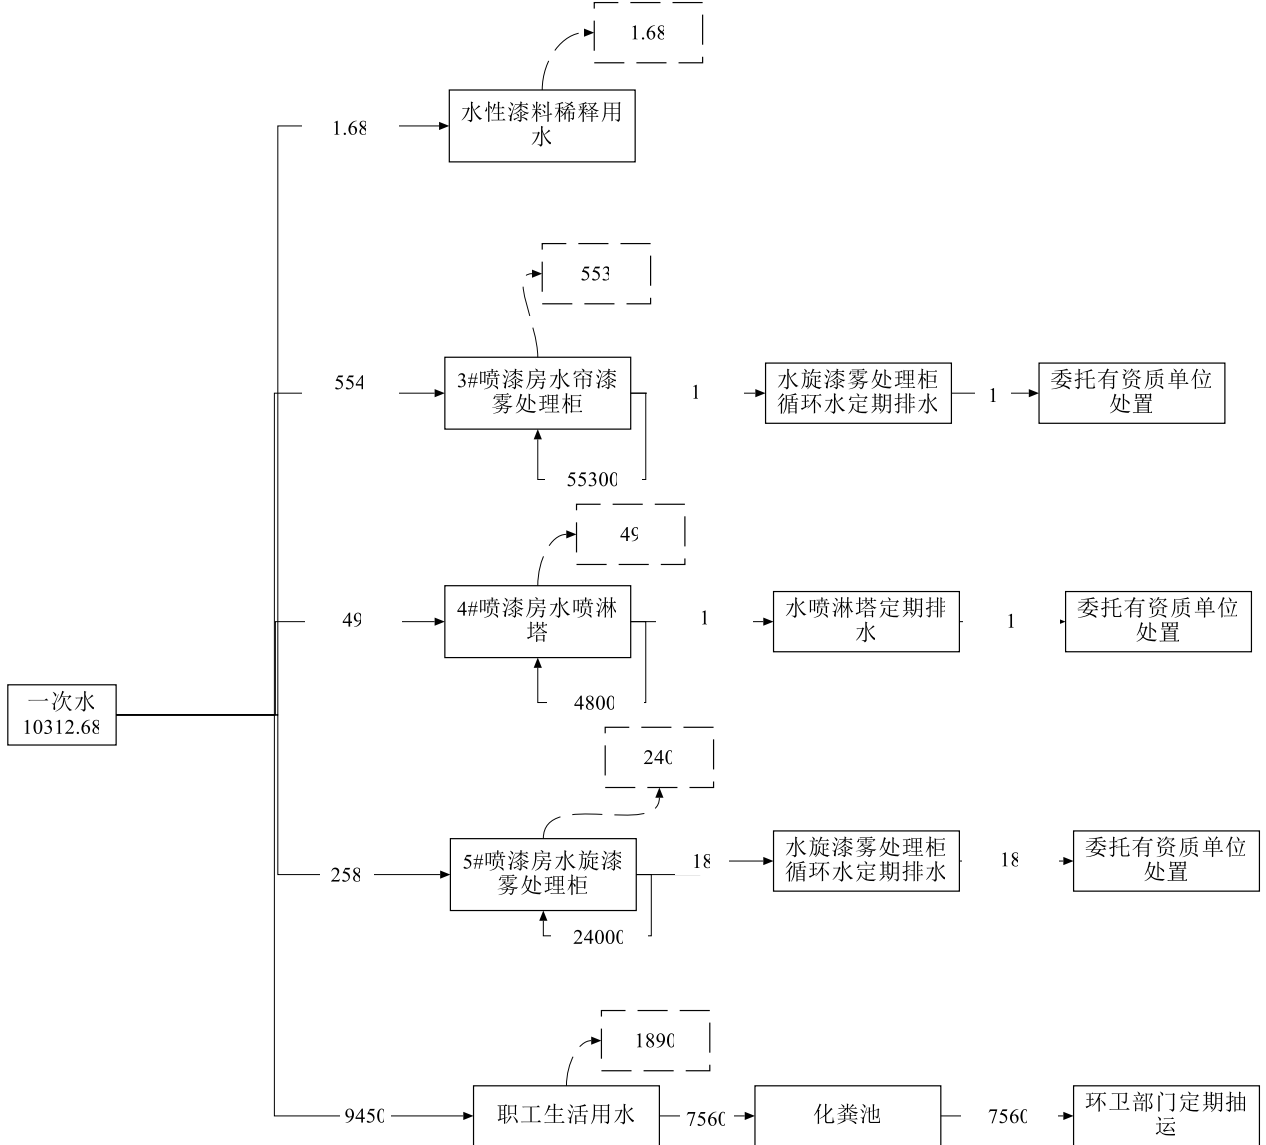 1.68
水性漆料稀释用
水
1.68
553
554
3#喷漆房水帘漆
雾处理柜
1
水旋漆雾处理柜
循环水定期排水
1
委托有资质单位
处置
55300
49
49
4#喷漆房水喷淋
塔
1
水喷淋塔定期排
水
1
委托有资质单位
处置
4800
一次水
10312.68
240
258
5#喷漆房水旋漆
雾处理柜
18
水旋漆雾处理柜
循环水定期排水
18
委托有资质单位
处置
24000
1890
9450
职工生活用水
7560
化粪池
7560
环卫部门定期抽
运